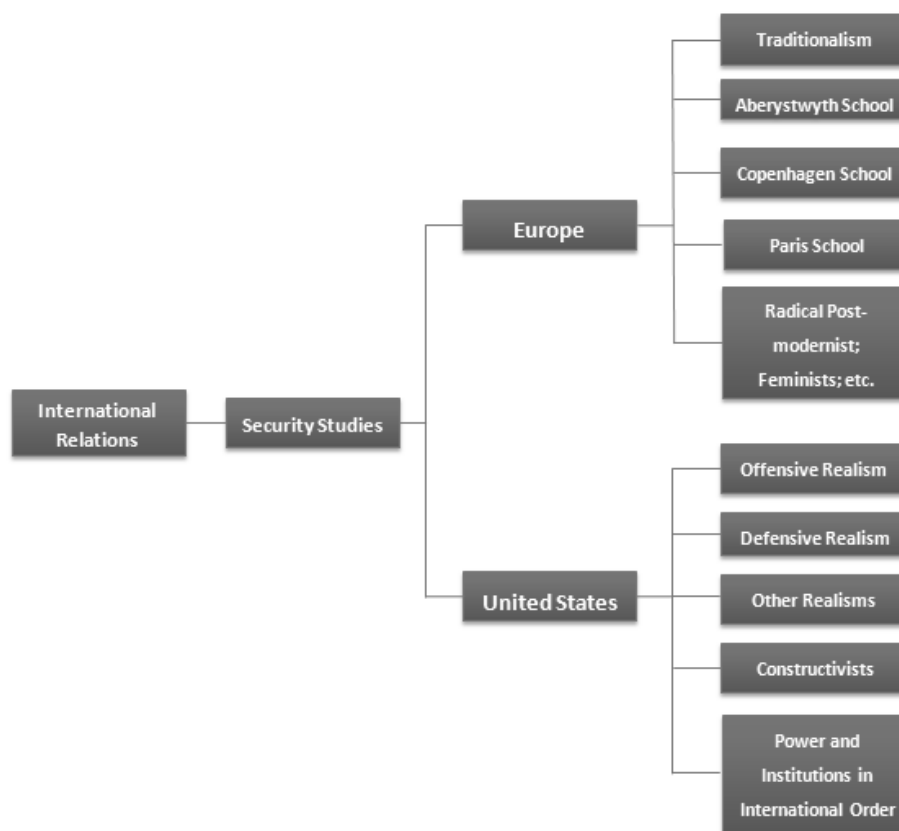 International
Relations
Security Studies
Europe
Traditionalism
Aberystwyth School
Copenhagen School
Paris School
Radical Post-
modernist;
Feminists; etc.
United States
Offensive Realism
Defensive Realism
Other Realisms
Constructivists
Power and
Institutions in
International Order